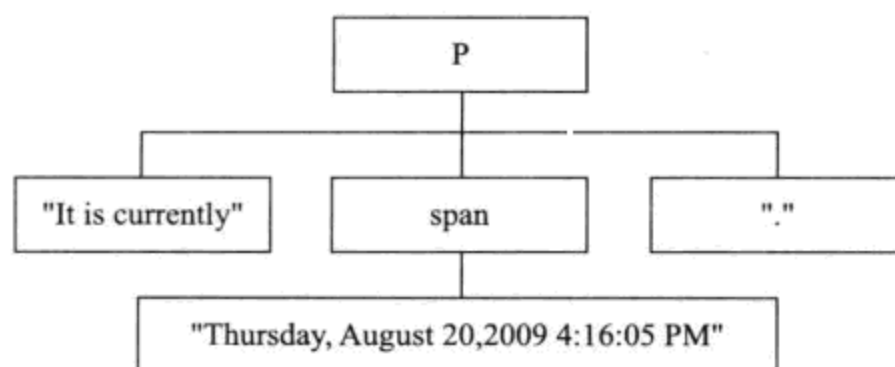 P
"It is currently"
span
"."
"Thursday, August 20,2009 4:16:05 PM"